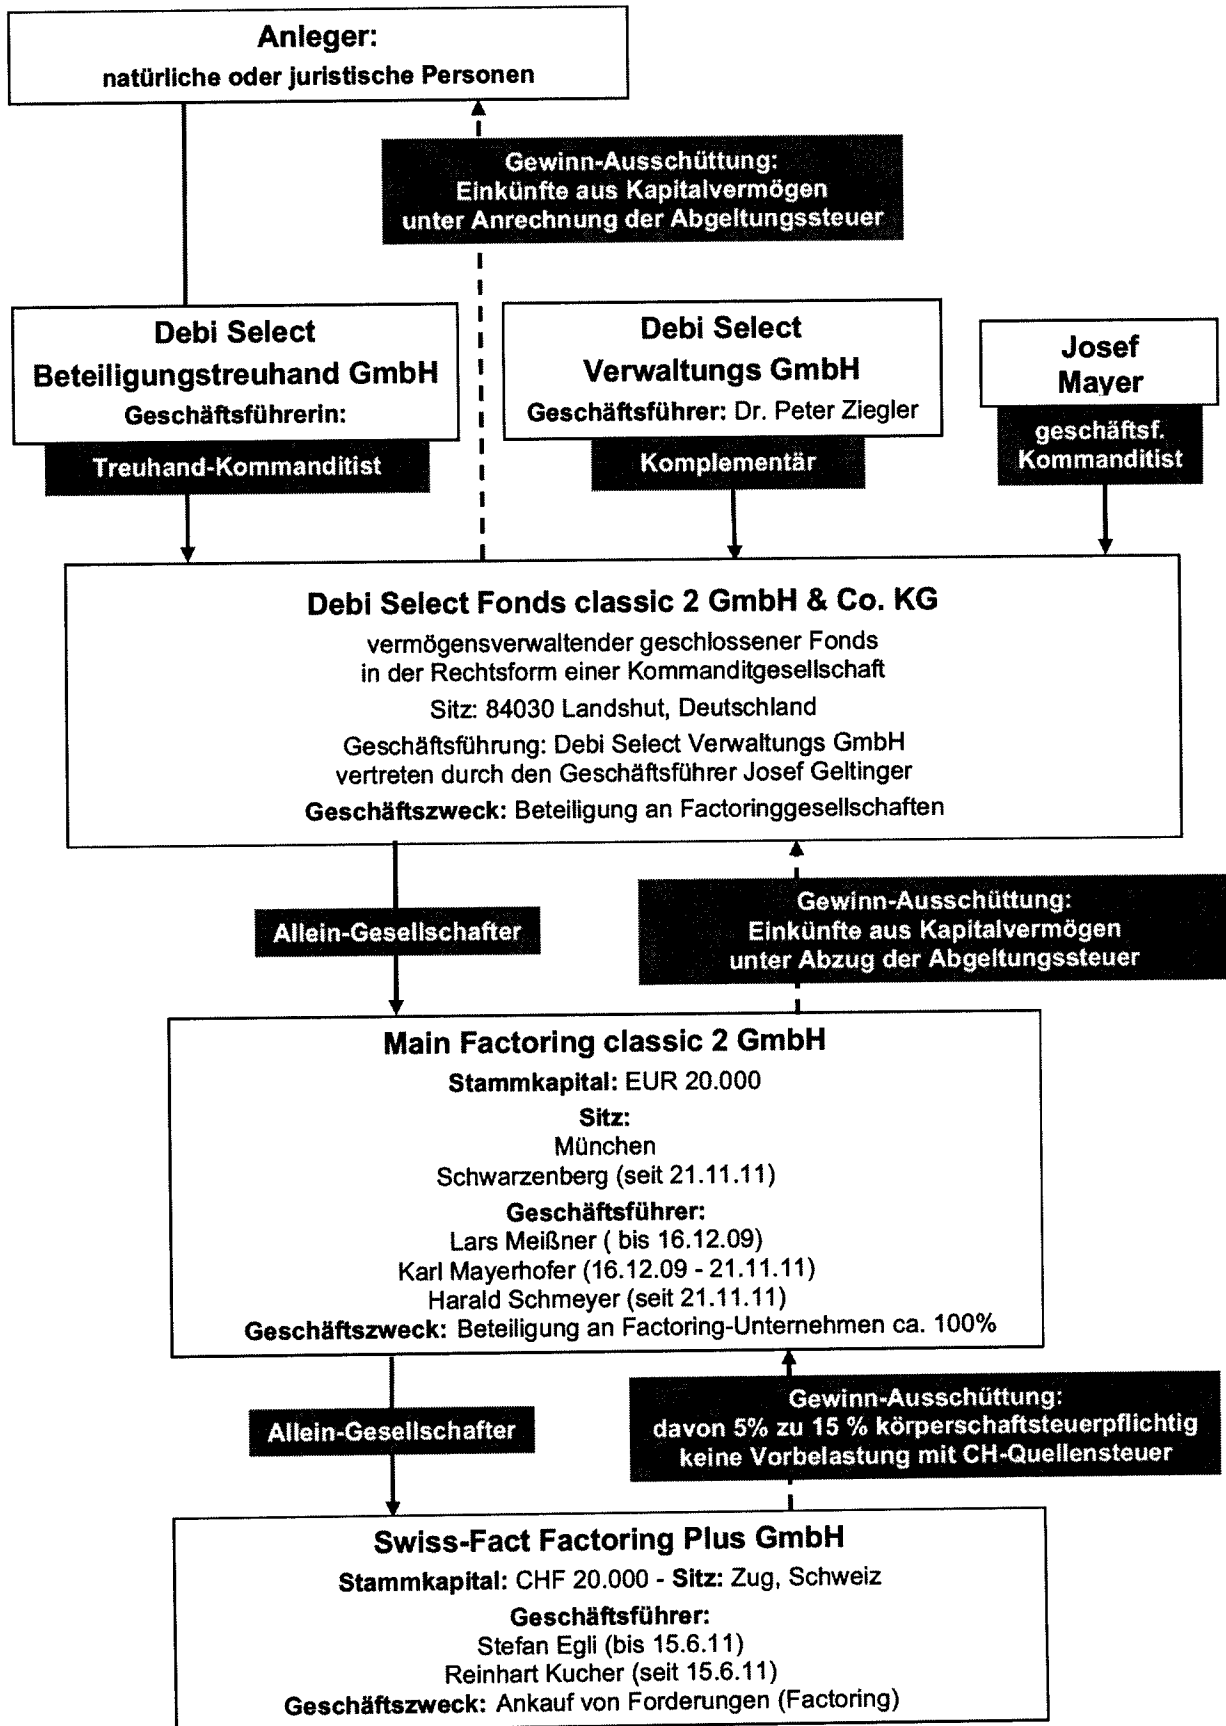 Anleger:
natürliche oder juristische Personen
Gewinn-Ausschüttung:
Einkünfte aus Kapitalvermögen
unter Anrechnung der Abgeltungssteuer
Debi Select
Beteiligungstreuhand GmbH
Geschäftsführerin:
Treuhand-Kommanditist
Debi Select
Verwaltungs GmbH
Geschäftsführer: Dr. Peter Ziegler
Komplementär
Josef
Mayer
geschäftsf.
Kommanditist
Debi Select Fonds classic 2 GmbH & Co. KG
vermögensverwaltender geschlossener Fonds
in der Rechtsform einer Kommanditgesellschaft
Sitz: 84030 Landshut, Deutschland
Geschäftsführung: Debi Select Verwaltungs GmbH
vertreten durch den Geschäftsführer Josef Geltinger
Geschäftszweck: Beteiligung an Factoringgesellschaften
Allein-Gesellschafter
Gewinn-Ausschüttung:
Einkünfte aus Kapitalvermögen
unter Abzug der Abgeltungssteuer
Main Factoring classic 2 GmbH
Stammkapital: EUR 20.000
Sitz:
München
Schwarzenberg (seit 21.11.11)
Geschäftsführer:
Lars Meißner ( bis 16.12.09)
Karl Mayerhofer (16.12.09 - 21.11.11)
Harald Schmeyer (seit 21.11.11)
Geschäftszweck: Beteiligung an Factoring-Unternehmen ca. 100%
Allein-Gesellschafter
Gewinn-Ausschüttung:
davon 5% zu 15 % körperschaftsteuerpflichtig
keine Vorbelastung mit CH-Quellensteuer
Swiss-Fact Factoring Plus GmbH
Stammkapital: CHF 20.000 - Sitz: Zug, Schweiz
Geschäftsführer:
Stefan Egli (bis 15.6.11)
Reinhart Kucher (seit 15.6.11)
Geschäftszweck: Ankauf von Forderungen (Factoring)